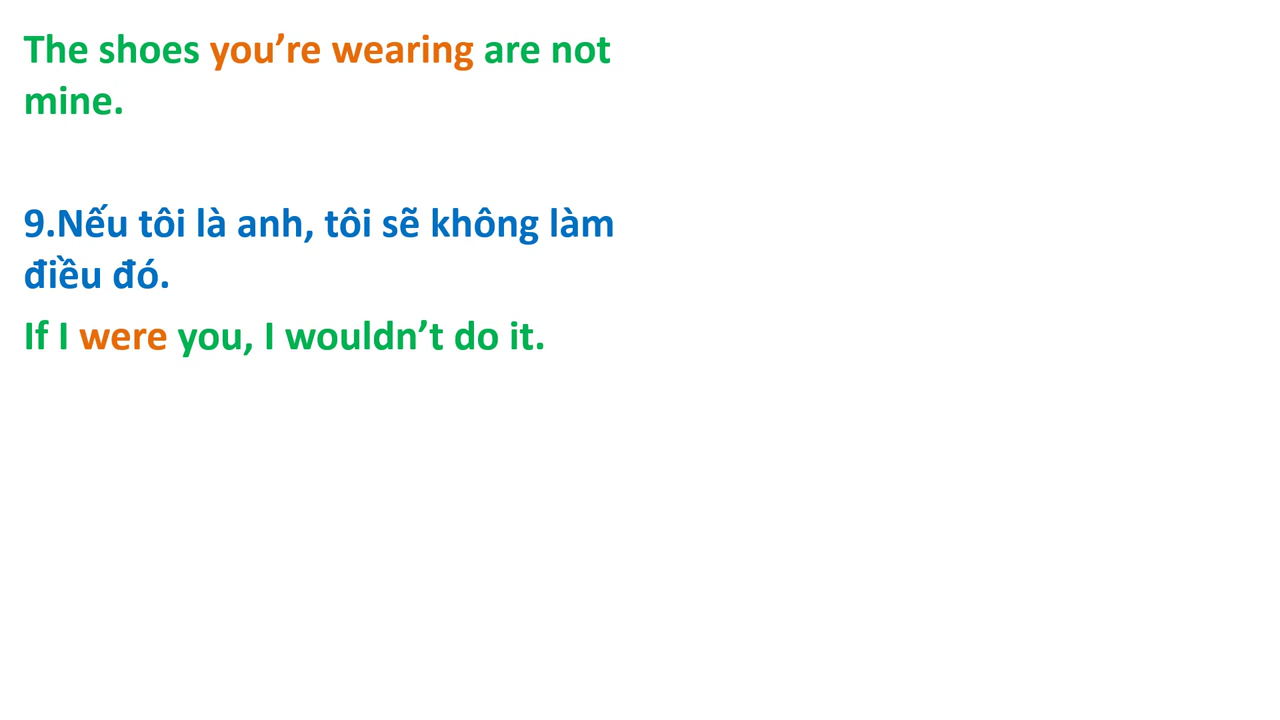 The shoes you’re wearing are not
mine.
9.Nếu tôi là anh, tôi sẽ không làm
điều đó.
If I were you, I wouldn’t do it.